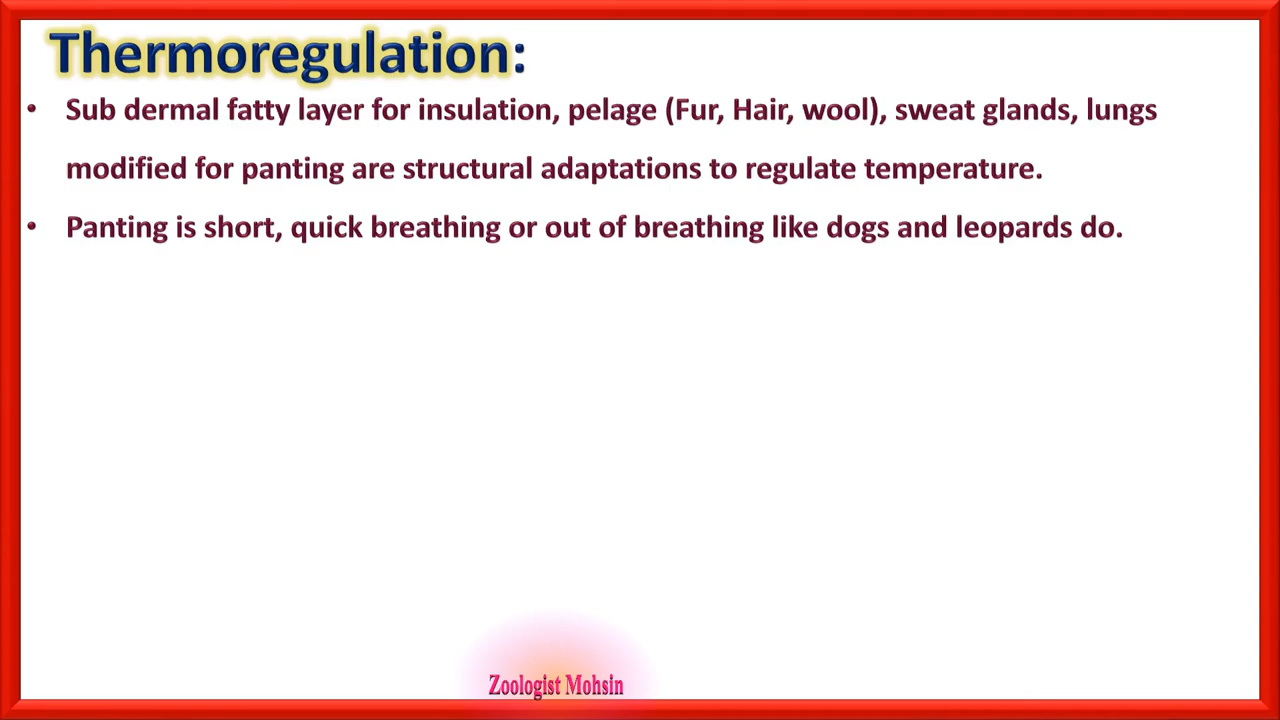 Thermoregulation:
• Sub dermal fatty layer for insulation, pelage (Fur, Hair, wool), sweat glands, lungs
modified for panting are structural adaptations to regulate temperature.
• Panting is short, quick breathing or out of breathing like dogs and leopards do.
Zoologist Mohsin